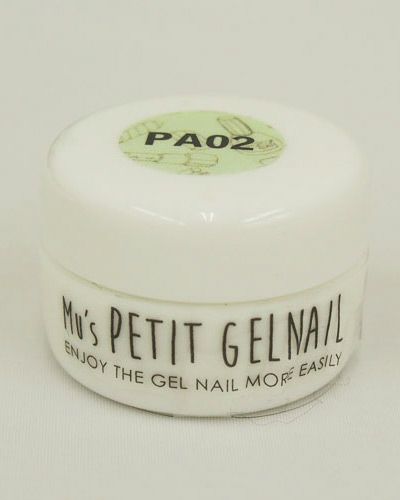 PA02
Mu's PETIT GELNAIL
ENJOY THE GEL NAIL MORE EASILY